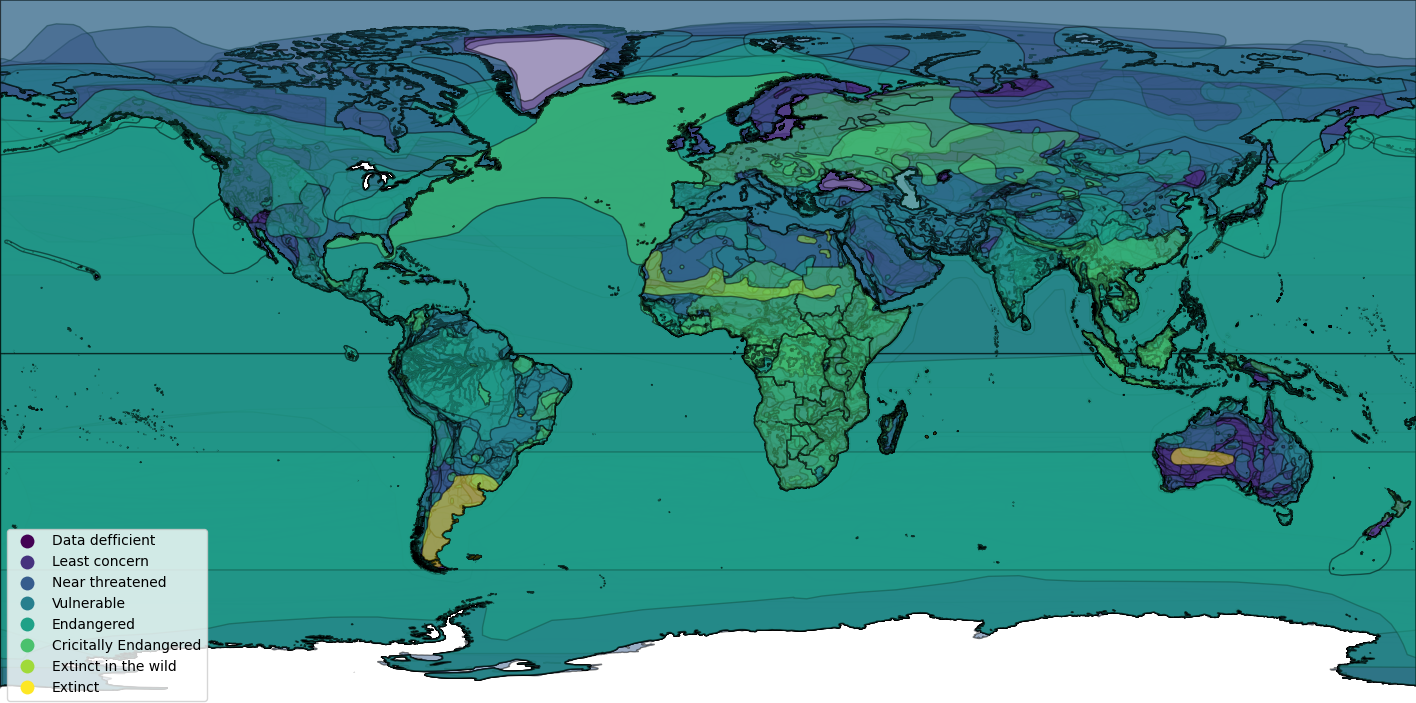 Data defficient
Least concern
Near threatened
Vulnerable
Endangered
Cricitally Endangered
Extinct in the wild
Extinct